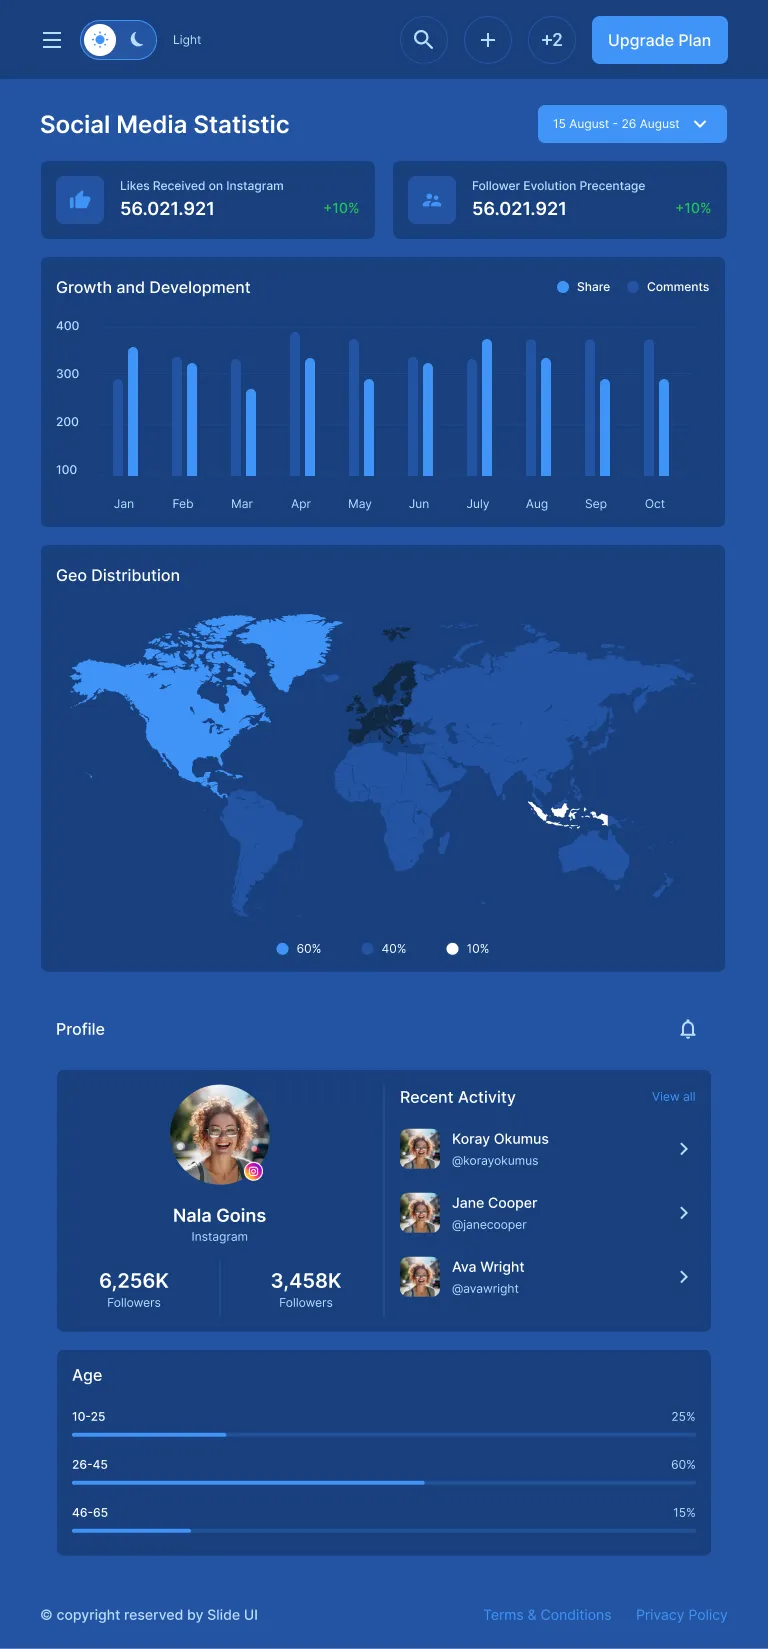 Light
+2
Upgrade Plan
Social Media Statistic
15 August - 26 August
Likes Received on Instagram
56.021.921
+10%
Follower Evolution Precentage
56.021.921
+10%
Growth and Development
Share
Comments
400
300
200
100
Jan Feb Mar Apr May Jun July Aug Sep Oct
Geo Distribution
60%
40%
10%
Profile
Nala Goins
Instagram
6,256K
Followers
3,458K
Followers
Recent Activity
View all
Koray Okumus
@korayokumus
Jane Cooper
@janecooper
Ava Wright
@avawright
Age
10-25
25%
26-45
60%
46-65
15%
© copyright reserved by Slide UI
Terms & Conditions
Privacy Policy